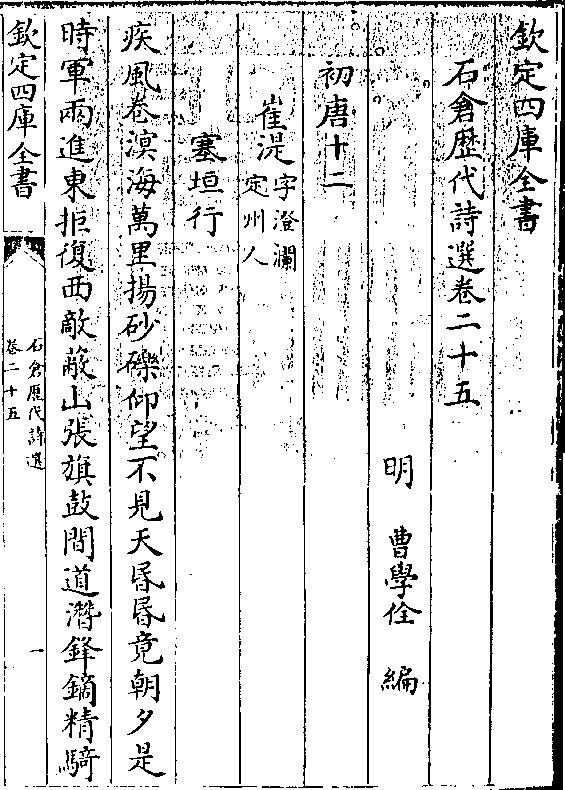 欽定四庫全書
石倉歷代詩選卷二十五
明 曹學佺 編
初唐十二
崔湜字澄瀾
定州人
塞垣行
疾風卷溟海萬里揚砂礫仰望不見天昬昬竟朝夕是
時軍兩進東拒復西敵蔽山張旗鼓間道潛鋒鏑精騎
欽定四庫全書
石倉歷代詩選
卷二十五
一